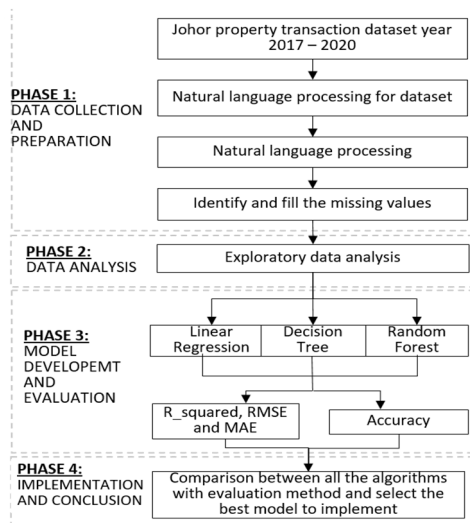 Johor property transaction dataset year
2017 – 2020
PHASE 1:
DATA COLLECTION
AND
PREPARATION
Natural language processing for dataset
Natural language processing
Identify and fill the missing values
PHASE 2:
DATA ANALYSIS
Exploratory data analysis
PHASE 3:
MODEL
DEVELOPEMT
AND
EVALUATION
Linear
Regression
Decision
Tree
Random
Forest
R_squared, RMSE
and MAE
Accuracy
PHASE 4:
IMPLEMENTATION
AND CONCLUSION
Comparison between all the algorithms
with evaluation method and select the
best model to implement